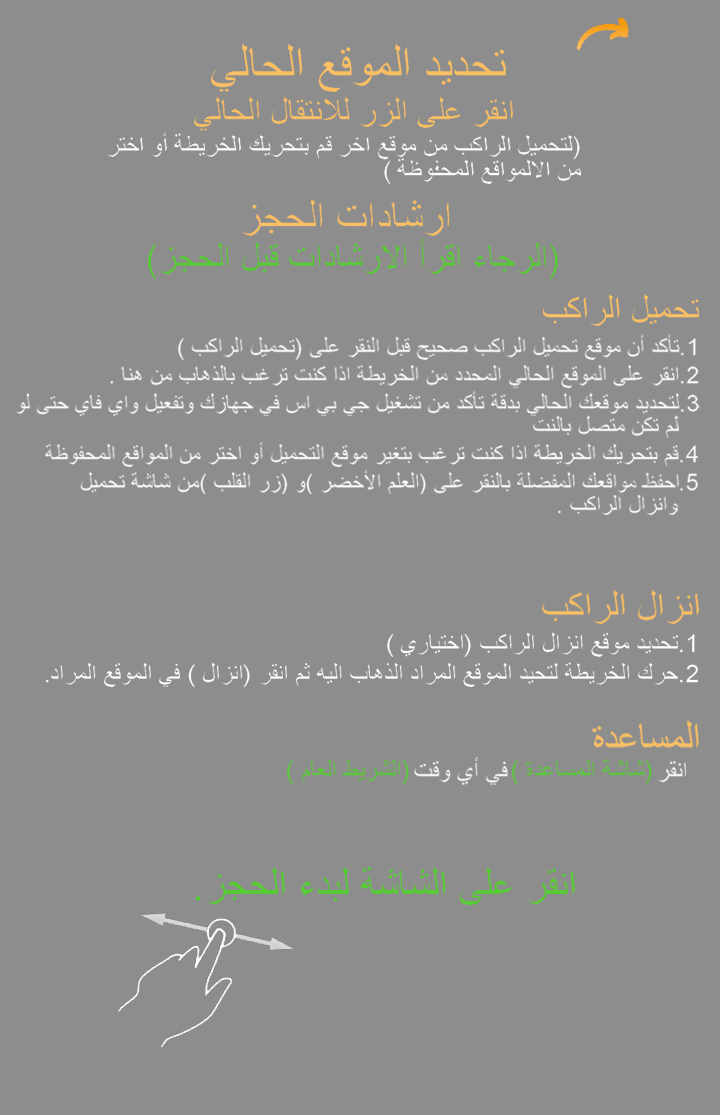 تحديد الموقع الحالي
انقر على الزر للانتقال الحالي
(لتحميل الراكب من موقع اخر قم بتحريك الخريطة أو اختر
من الالمواقع المحفوظة )
ارشادات الحجز
(الرجاء اقرأ الارشادات قبل الحجز)
تحميل الراكب
1.تأكد أن موقع تحميل الراكب صحيح قبل النقر على (تحميل الراكب )
2.انقر على الموقع الحالي المحدد من الخريطة اذا كنت ترغب بالذهاب من هنا .
3.لتحديد موقعك الحالي بدقة تأكد من تشغيل جي بي اس في جهازك وتفعيل واي فاي حتى لو
لم تكن متصل بالنت
4.قم بتحريك الخريطة اذا كنت ترغب بتغير موقع التحميل أو اختر من المواقع المحفوظة
5.احفظ مواقعك المفضلة بالنقر على (العلم الأخضر )و (زر القلب )من شاشة تحميل
وانزال الراكب .
انزال الراكب
1.تحديد موقع انزال الراكب (اختياري )
2.حرك الخريطة لتحيد الموقع المراد الذهاب اليه ثم انقر (انزال ) في الموقع المراد.
المساعدة
انقر (شاشة المساعدة )في أي وقت (الشريط العام )
انقر على الشاشة لبدء الحجز.